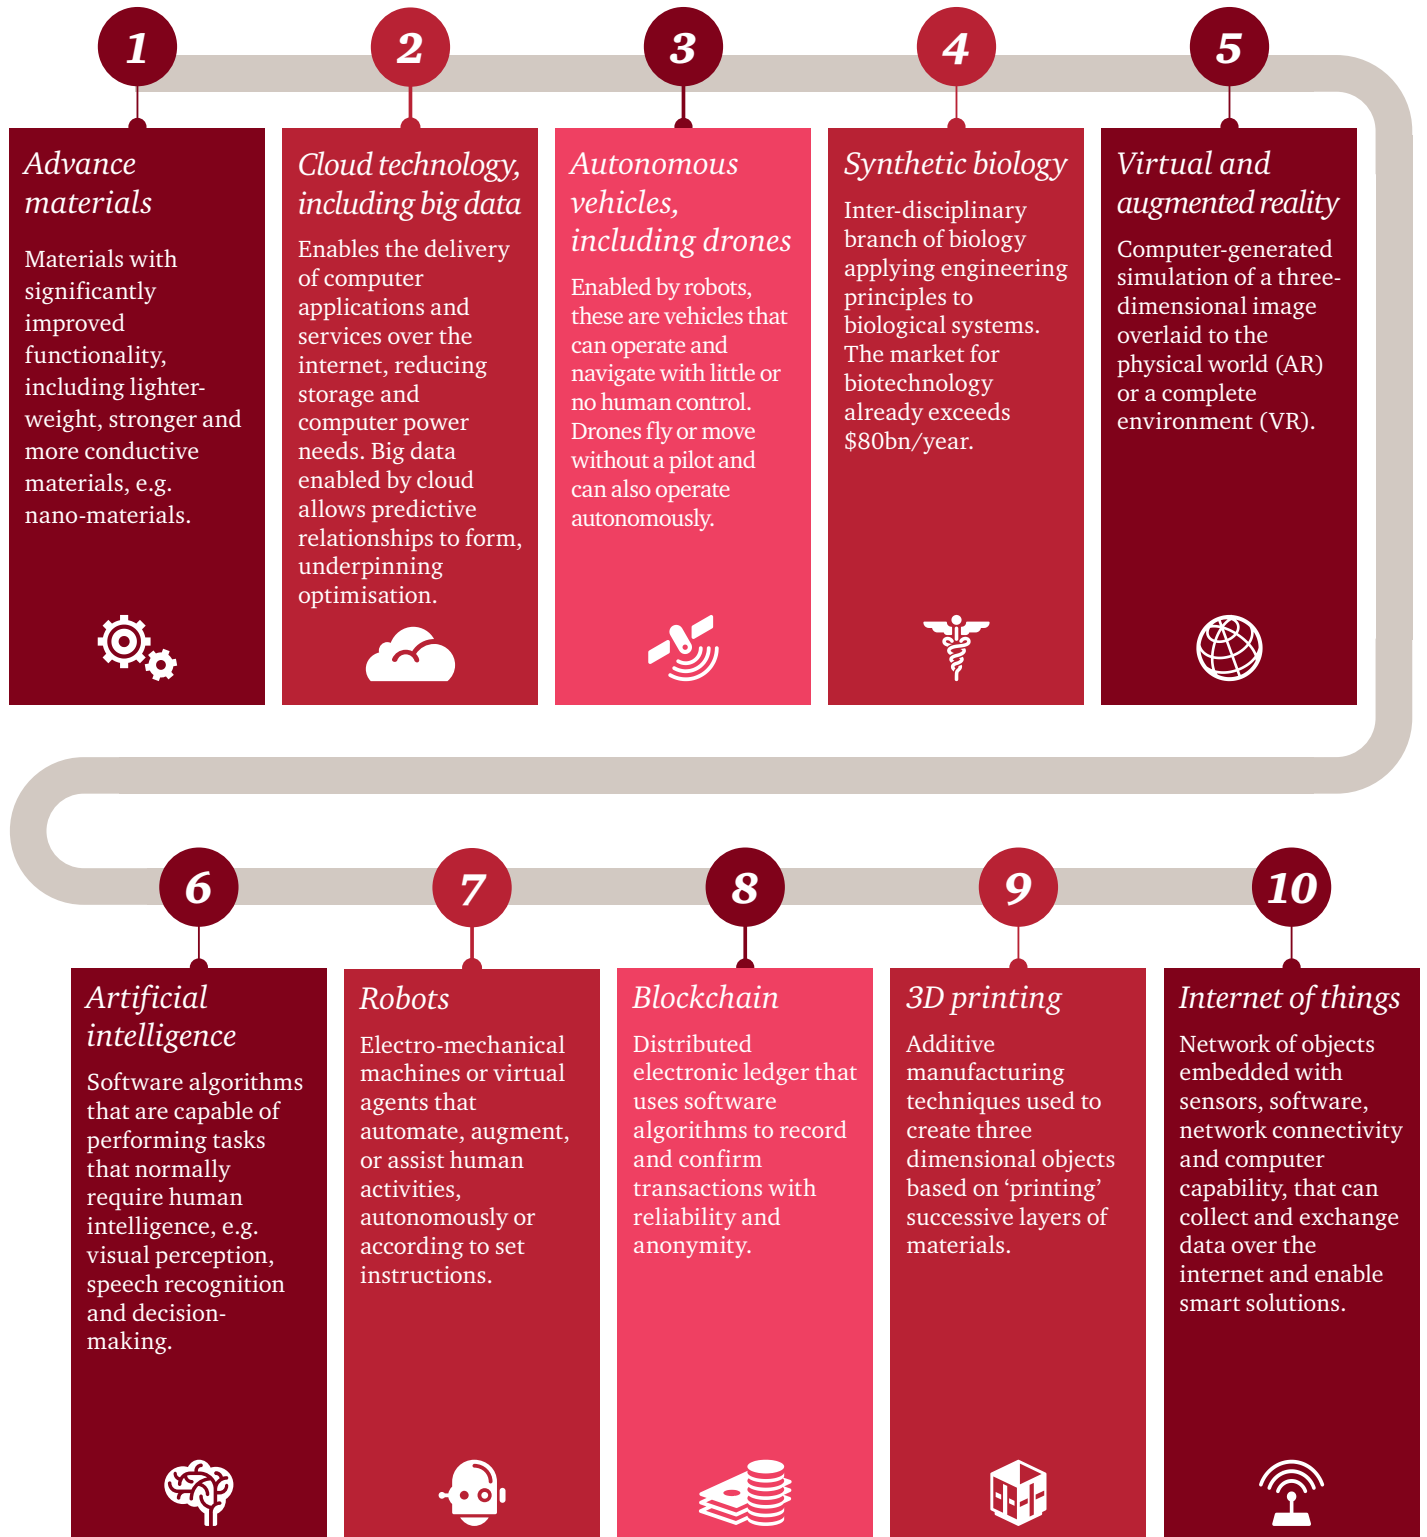 1
Advance
materials
Materials with
significantly
improved
functionality,
including lighter-
weight, stronger and
more conductive
materials, e.g.
nano-materials.
2
Cloud technology,
including big data
Enables the delivery
of computer
applications and
services over the
internet, reducing
storage and
computer power
needs. Big data
enabled by cloud
allows predictive
relationships to form,
underpinning
optimisation.
3
Autonomous
vehicles,
including drones
Enabled by robots,
these are vehicles that
can operate and
navigate with little or
no human control.
Drones fly or move
without a pilot and
can also operate
autonomously.
4
Synthetic biology
Inter-disciplinary
branch of biology
applying engineering
principles to
biological systems.
The market for
biotechnology
already exceeds
$80bn/year.
5
Virtual and
augmented reality
Computer-generated
simulation of a three-
dimensional image
overlaid to the
physical world (AR)
or a complete
environment (VR).
6
Artificial
intelligence
Software algorithms
that are capable of
performing tasks
that normally
require human
intelligence, e.g.
visual perception,
speech recognition
and decision-
making.
7
Robots
Electro-mechanical
machines or virtual
agents that
automate, augment,
or assist human
activities,
autonomously or
according to set
instructions.
8
Blockchain
Distributed
electronic ledger that
uses software
algorithms to record
and confirm
transactions with
reliability and
anonymity.
9
3D printing
Additive
manufacturing
techniques used to
create three
dimensional objects
based on ‘printing’
successive layers of
materials.
10
Internet of things
Network of objects
embedded with
sensors, software,
network connectivity
and computer
capability, that can
collect and exchange
data over the
internet and enable
smart solutions.